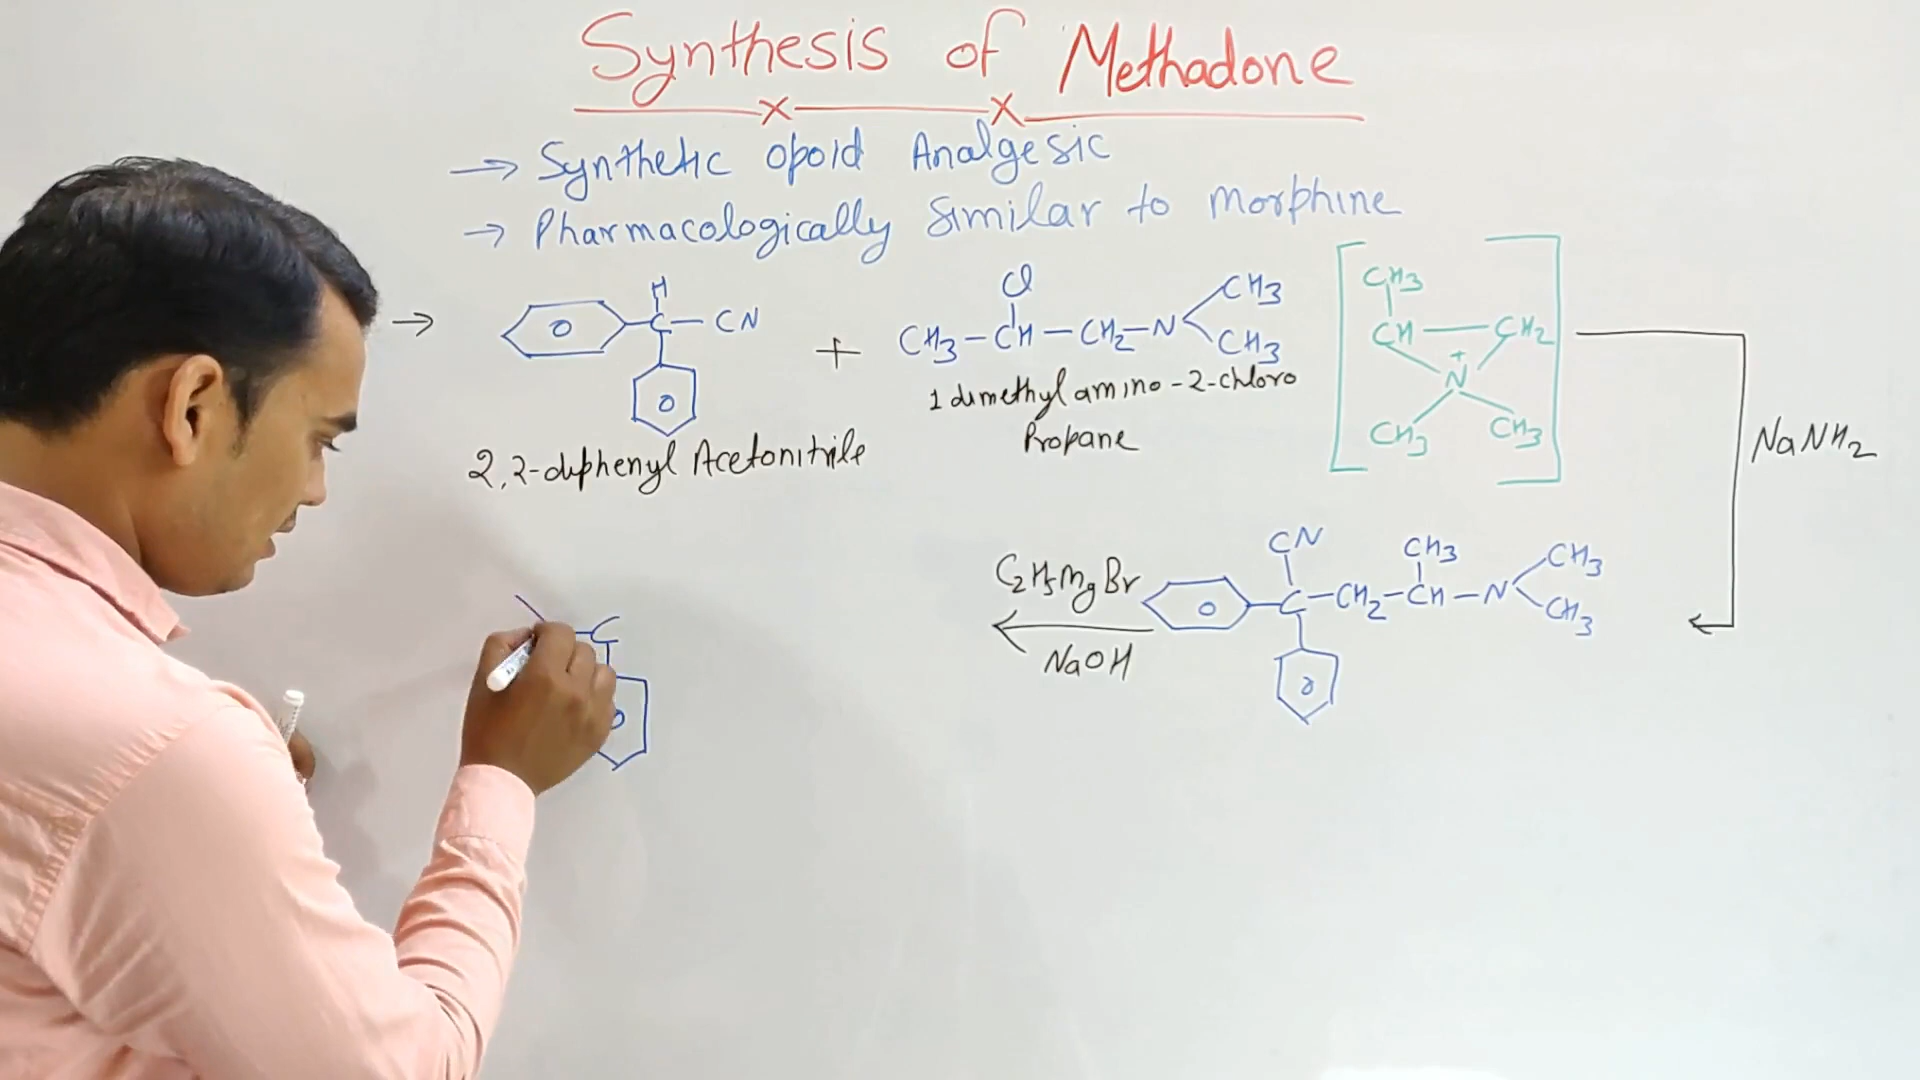 Synthesis of Methadone
→ Synthetic opoid Analgesic
→ Pharmacologically Similar to morphine
→ H C — CN + CH3 — CH — CH2 — N CH3 CH3 Cl
2,2-diphenyl Acetonitrile
1 dimethyl amino - 2 - chloro
Propane
[CH3 CH — CH2 N+ CH3 CH3]
NaNH2
C2H5MgBr
NaOH
CN CH3 CH3
C — CH2 — CH — N
CH3
C